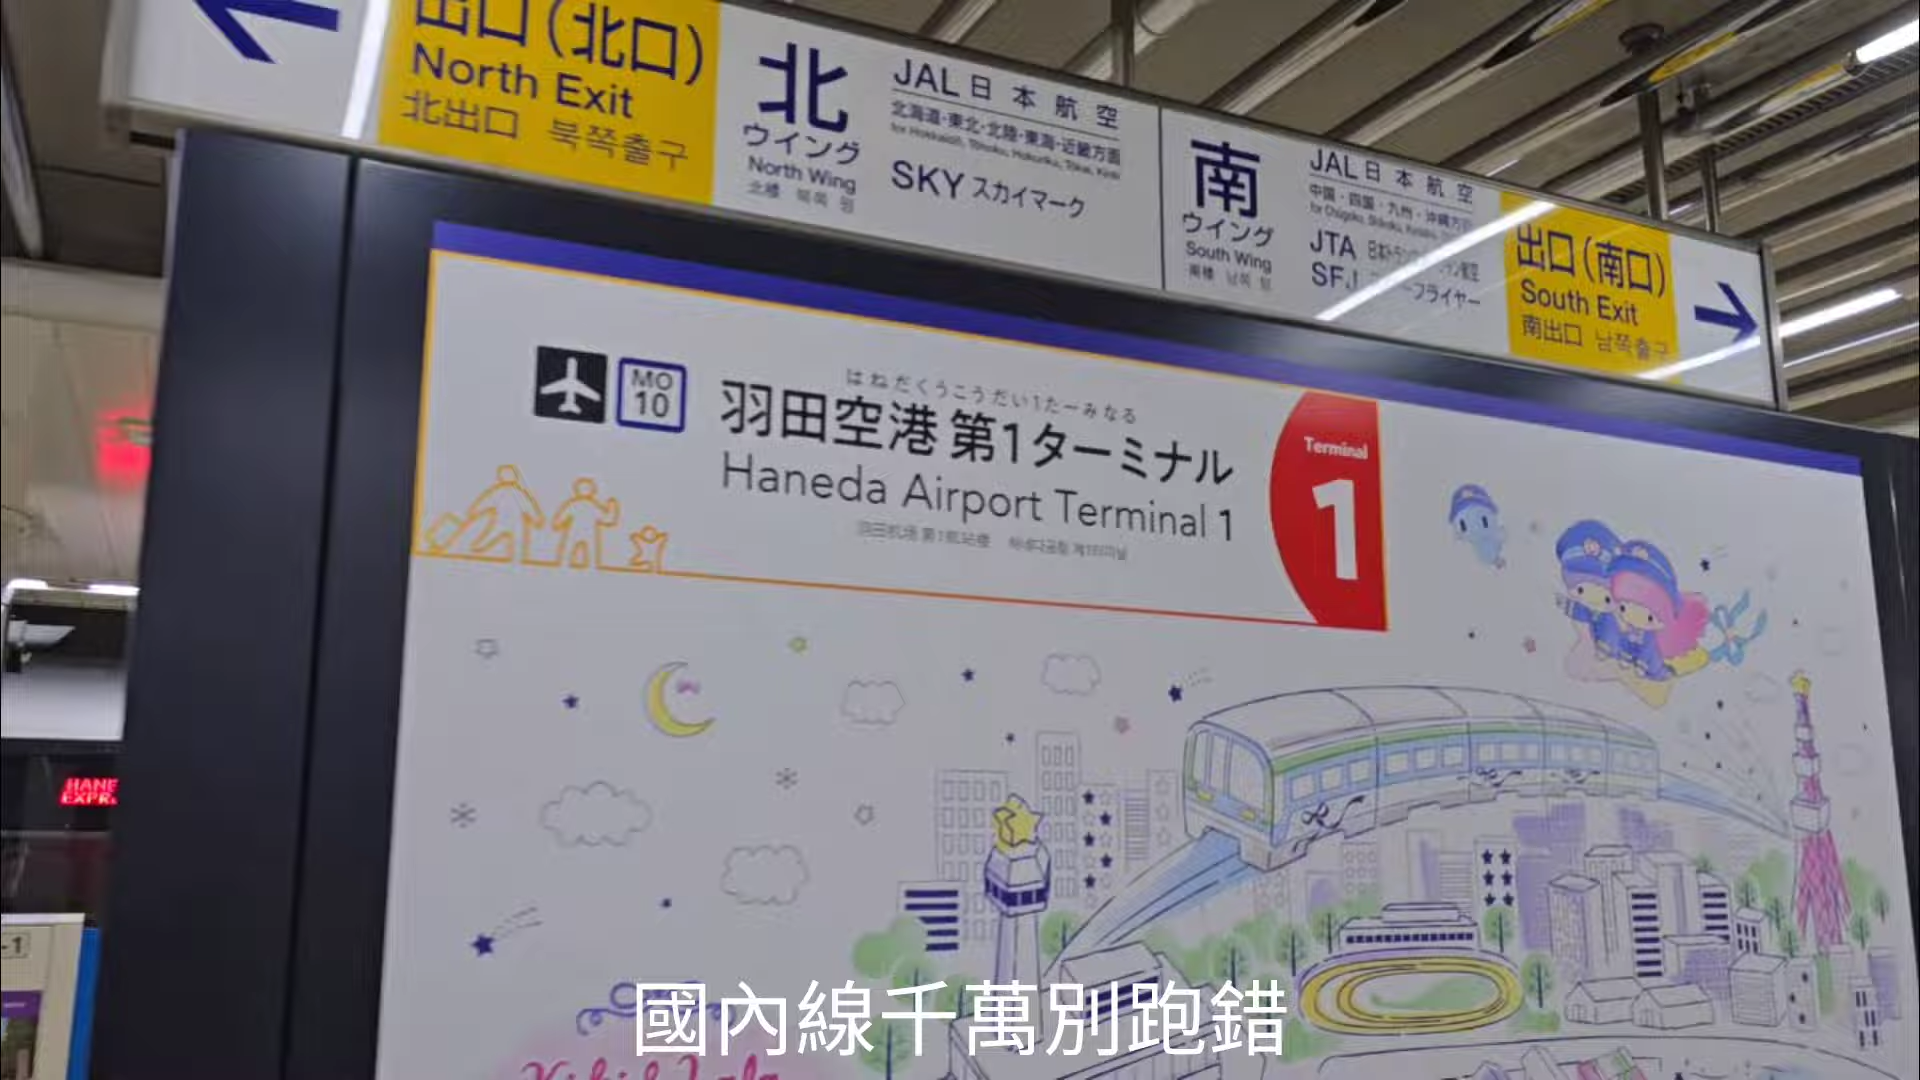 出口(北口)
North Exit
北出口 북쪽출구
北
ウイング
North Wing
JAL日本航空
北海道・東北・北陸・東海・近畿方面
for Hokkaido, Tohoku, Hokuriku, Tokai, Kinki
SKY スカイマーク
南
ウイング
South Wing
JAL日本航空
中国・四国・九州・沖縄方面
JTA
出口(南口)
South Exit
南出口 남쪽출구
MO
10
はねだくうこうだい1たーみなる
羽田空港 第1ターミナル
Haneda Airport Terminal 1
Terminal
1
國內線千萬別跑錯